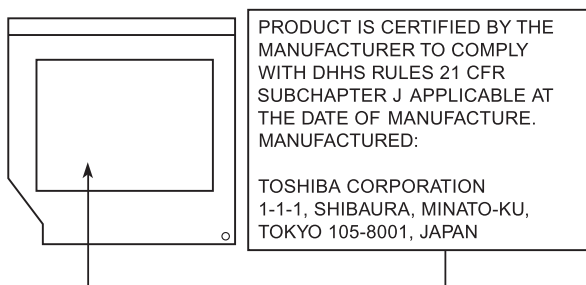 PRODUCT IS CERTIFIED BY THE
MANUFACTURER TO COMPLY
WITH DHHS RULES 21 CFR
SUBCHAPTER J APPLICABLE AT
THE DATE OF MANUFACTURE.
MANUFACTURED:
TOSHIBA CORPORATION
1-1-1, SHIBAURA, MINATO-KU,
TOKYO 105-8001, JAPAN